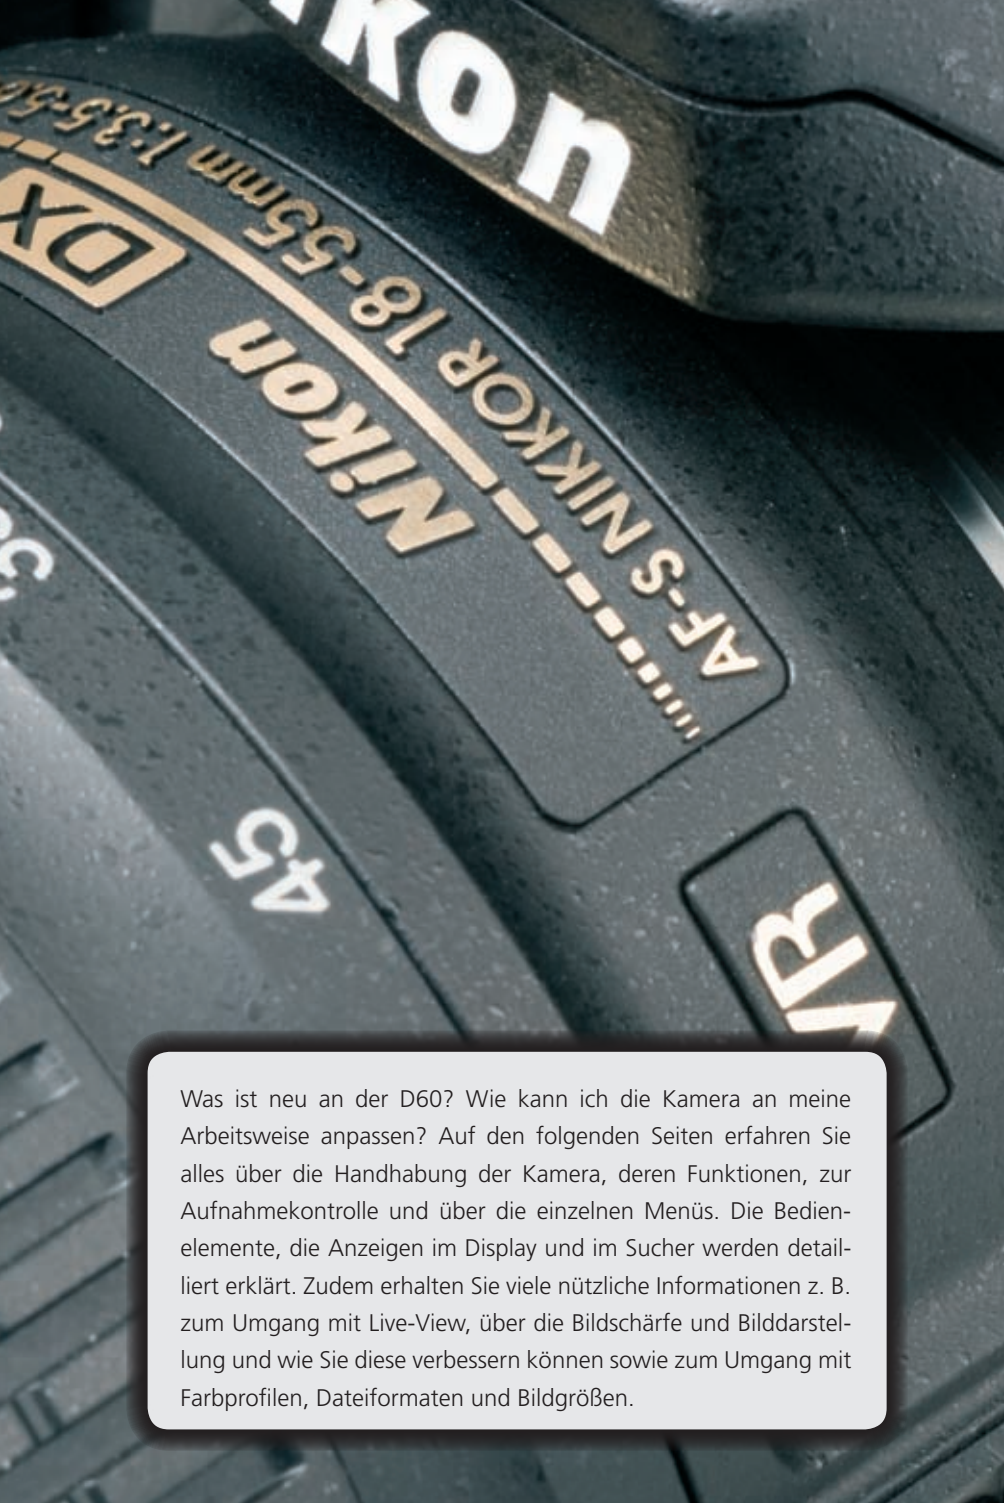 ikon
AF-S NIKKOR 18-55mm 1:3.5-5.6
Nikon
DX
45
VR
Was ist neu an der D60? Wie kann ich die Kamera an meine
Arbeitsweise anpassen? Auf den folgenden Seiten erfahren Sie
alles über die Handhabung der Kamera, deren Funktionen, zur
Aufnahmekontrolle und über die einzelnen Menüs. Die Bedien-
elemente, die Anzeigen im Display und im Sucher werden detail-
liert erklärt. Zudem erhalten Sie viele nützliche Informationen z. B.
zum Umgang mit Live-View, über die Bildschärfe und Bilddarstel-
lung und wie Sie diese verbessern können sowie zum Umgang mit
Farbprofilen, Dateiformaten und Bildgrößen.